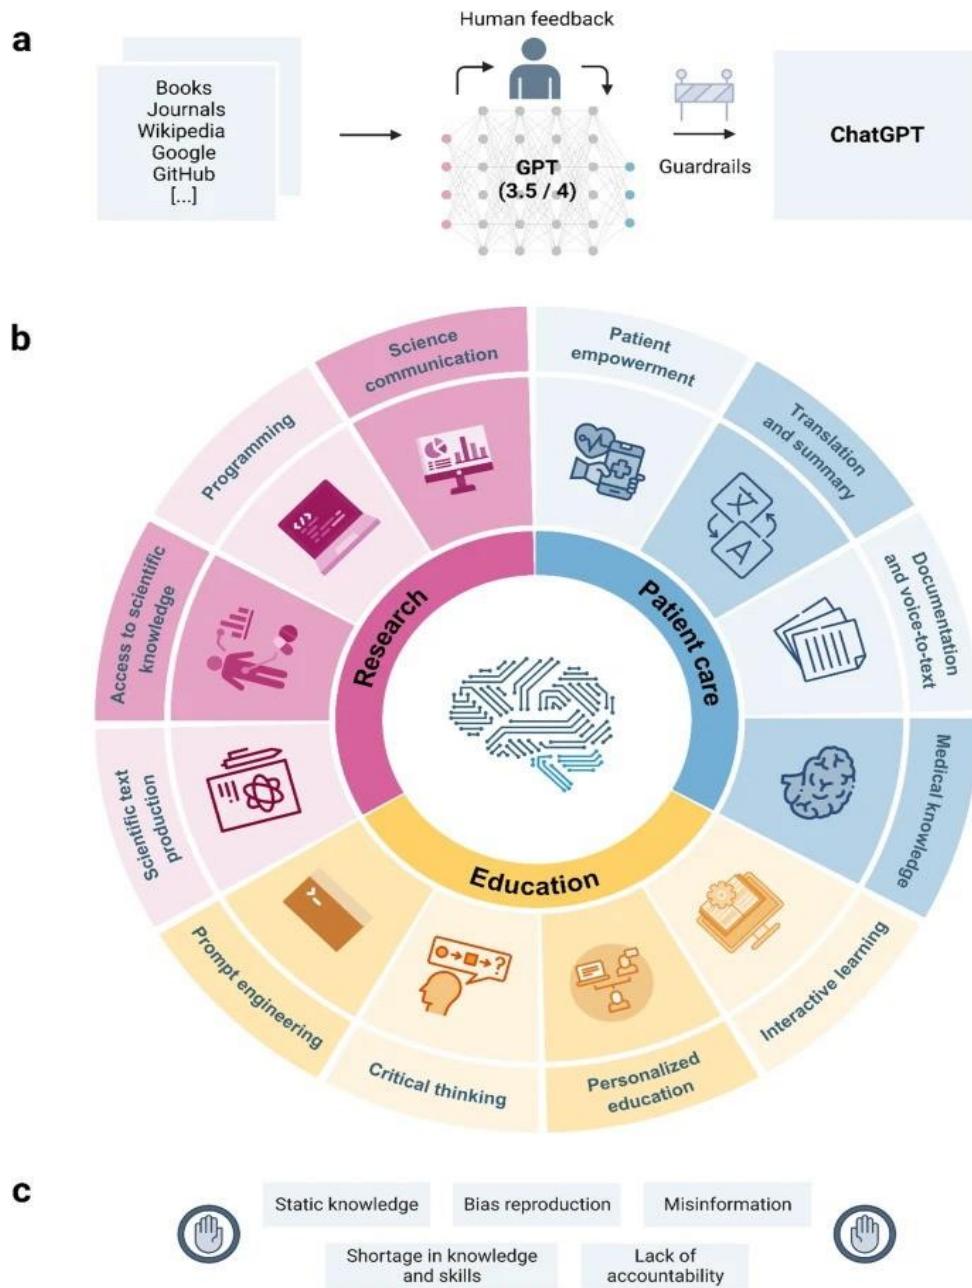 a
Human feedback
Books
Journals
Wikipedia
Google
GitHub
[...]
GPT
(3.5 / 4)
Guardrails
ChatGPT
b
Science
communication
Patient
empowerment
Translation
and summary
Documentation
and voice-to-text
Medical knowledge
Interactive learning
Personalized
education
Critical thinking
Prompt engineering
Scientific text
production
Access to scientific
knowledge
Programming
Research
Patient care
Education
文
A
?
c
Static knowledge
Bias reproduction
Misinformation
Shortage in knowledge
and skills
Lack of
accountability